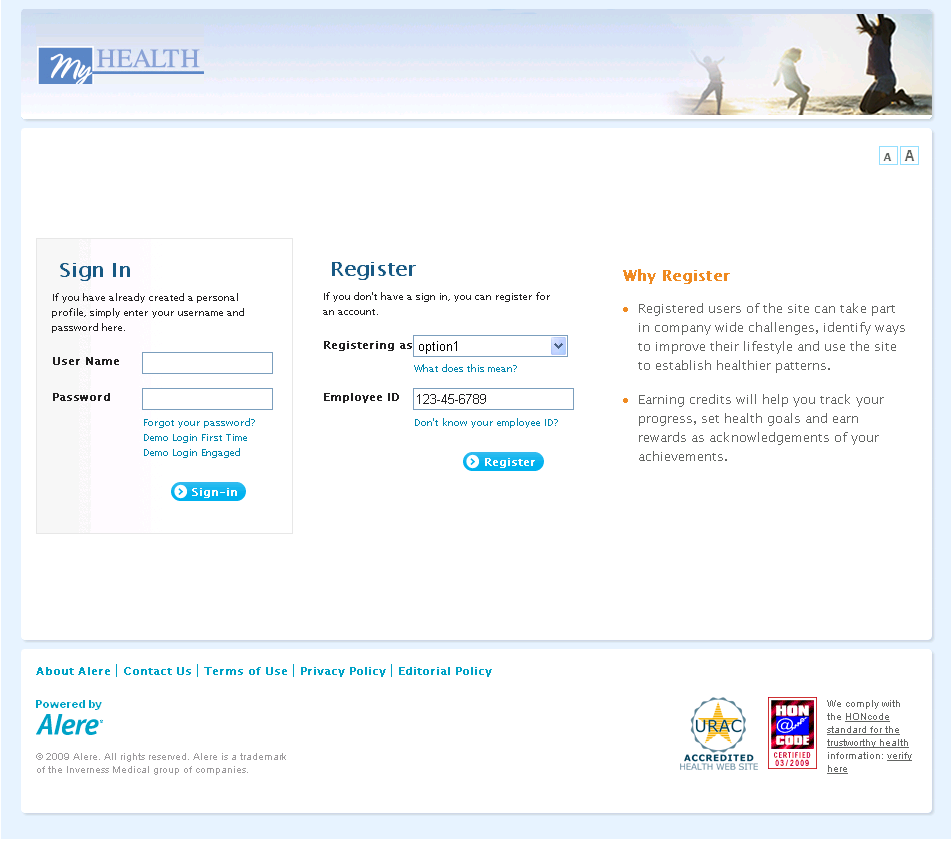 My HEALTH
A A
Sign In
If you have already created a personal
profile, simply enter your username and
password here.
User Name
Password
Forgot your password?
Demo Login First Time
Demo Login Engaged
Sign-in
Register
If you don't have a sign in, you can register for
an account.
Registering as option1
What does this mean?
Employee ID 123-45-6789
Don't know your employee ID?
Register
Why Register
Registered users of the site can take part
in company wide challenges, identify ways
to improve their lifestyle and use the site
to establish healthier patterns.
Earning credits will help you track your
progress, set health goals and earn
rewards as acknowledgements of your
achievements.
About Alere | Contact Us | Terms of Use | Privacy Policy | Editorial Policy
Powered by
Alere
© 2009 Alere. All rights reserved. Alere is a trademark
of the Inverness Medical group of companies.
URAC
ACCREDITED
HEALTH WEB SITE
HON
@
CODE
CERTIFIED
03/2009
We comply with
the HONcode
standard for the
trustworthy health
information: verify
here